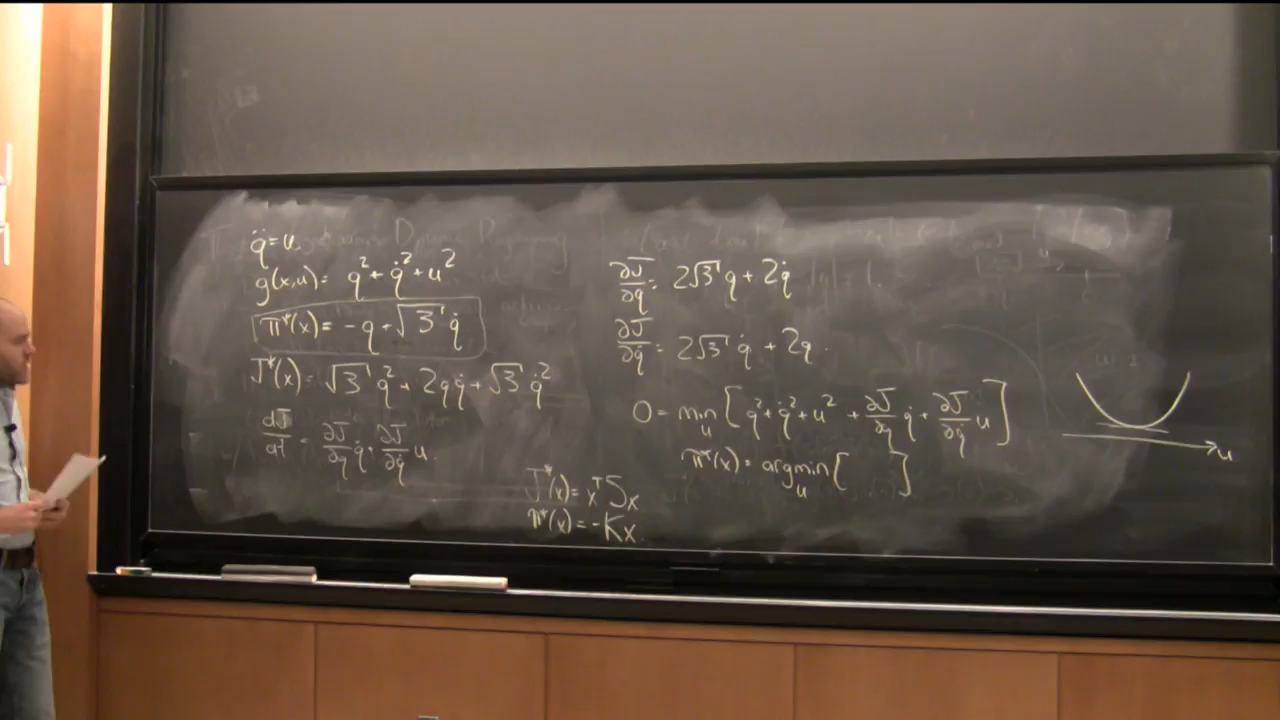 q̈ = u
g(x,u) = q² + q̇² + u²
π*(x) = -q - √3 q̇
J*(x) = √3 q² + 2qq̇ + √3 q̇²
dJ/dt = ∂J/∂q q̇ + ∂J/∂q̇ u
J*(x) = xᵀSx
π*(x) = -Kx
∂J/∂q = 2√3 q + 2q̇
∂J/∂q̇ = 2√3 q̇ + 2q
0 = min_u [ q² + q̇² + u² + ∂J/∂q q̇ + ∂J/∂q̇ u ]
π*(x) = argmin_u [ ]
u